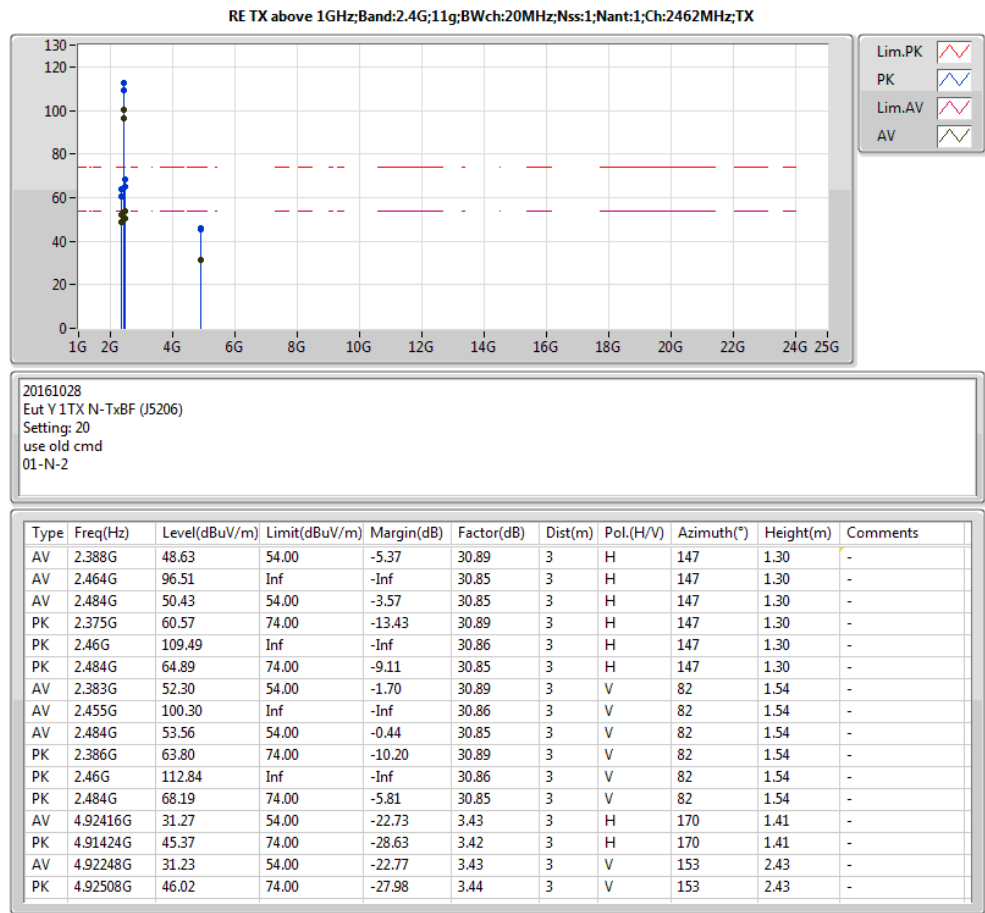 RE TX above 1GHz;Band:2.4G;11g;BWch:20MHz;Nss:1;Nant:1;Ch:2462MHz;TX
130
120
100
80
60
40
20
0
1G 2G 4G 6G 8G 10G 12G 14G 16G 18G 20G 22G 24G 25G
Lim.PK
PK
Lim.AV
AV
20161028
Eut Y 1TX N-TxBF (J5206)
Setting: 20
use old cmd
01-N-2
Type Freq(Hz) Level(dBuV/m) Limit(dBuV/m) Margin(dB) Factor(dB) Dist(m) Pol.(H/V) Azimuth(°) Height(m) Comments
AV 2.388G 48.63 54.00 -5.37 30.89 3 H 147 1.30 -
AV 2.464G 96.51 Inf -Inf 30.85 3 H 147 1.30 -
AV 2.484G 50.43 54.00 -3.57 30.85 3 H 147 1.30 -
PK 2.375G 60.57 74.00 -13.43 30.89 3 H 147 1.30 -
PK 2.46G 109.49 Inf -Inf 30.86 3 H 147 1.30 -
PK 2.484G 64.89 74.00 -9.11 30.85 3 H 147 1.30 -
AV 2.383G 52.30 54.00 -1.70 30.89 3 V 82 1.54 -
AV 2.455G 100.30 Inf -Inf 30.86 3 V 82 1.54 -
AV 2.484G 53.56 54.00 -0.44 30.85 3 V 82 1.54 -
PK 2.386G 63.80 74.00 -10.20 30.89 3 V 82 1.54 -
PK 2.46G 112.84 Inf -Inf 30.86 3 V 82 1.54 -
PK 2.484G 68.19 74.00 -5.81 30.85 3 V 82 1.54 -
AV 4.92416G 31.27 54.00 -22.73 3.43 3 H 170 1.41 -
PK 4.91424G 45.37 74.00 -28.63 3.42 3 H 170 1.41 -
AV 4.92248G 31.23 54.00 -22.77 3.43 3 V 153 2.43 -
PK 4.92508G 46.02 74.00 -27.98 3.44 3 V 153 2.43 -